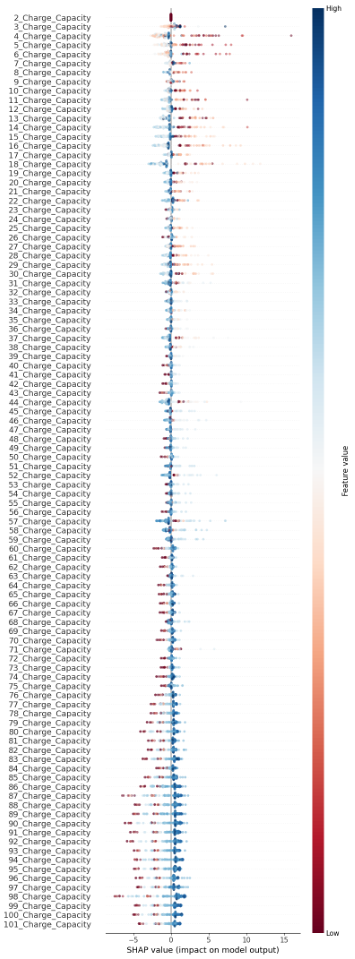 High
2_Charge_Capacity
3_Charge_Capacity
4_Charge_Capacity
5_Charge_Capacity
6_Charge_Capacity
7_Charge_Capacity
8_Charge_Capacity
9_Charge_Capacity
10_Charge_Capacity
11_Charge_Capacity
12_Charge_Capacity
13_Charge_Capacity
14_Charge_Capacity
15_Charge_Capacity
16_Charge_Capacity
17_Charge_Capacity
18_Charge_Capacity
19_Charge_Capacity
20_Charge_Capacity
21_Charge_Capacity
22_Charge_Capacity
23_Charge_Capacity
24_Charge_Capacity
25_Charge_Capacity
26_Charge_Capacity
27_Charge_Capacity
28_Charge_Capacity
29_Charge_Capacity
30_Charge_Capacity
31_Charge_Capacity
32_Charge_Capacity
33_Charge_Capacity
34_Charge_Capacity
35_Charge_Capacity
36_Charge_Capacity
37_Charge_Capacity
38_Charge_Capacity
39_Charge_Capacity
40_Charge_Capacity
41_Charge_Capacity
42_Charge_Capacity
43_Charge_Capacity
44_Charge_Capacity
45_Charge_Capacity
46_Charge_Capacity
47_Charge_Capacity
48_Charge_Capacity
49_Charge_Capacity
50_Charge_Capacity
51_Charge_Capacity
52_Charge_Capacity
53_Charge_Capacity
54_Charge_Capacity
55_Charge_Capacity
56_Charge_Capacity
57_Charge_Capacity
58_Charge_Capacity
59_Charge_Capacity
60_Charge_Capacity
61_Charge_Capacity
62_Charge_Capacity
63_Charge_Capacity
64_Charge_Capacity
65_Charge_Capacity
66_Charge_Capacity
67_Charge_Capacity
68_Charge_Capacity
69_Charge_Capacity
70_Charge_Capacity
71_Charge_Capacity
72_Charge_Capacity
73_Charge_Capacity
74_Charge_Capacity
75_Charge_Capacity
76_Charge_Capacity
77_Charge_Capacity
78_Charge_Capacity
79_Charge_Capacity
80_Charge_Capacity
81_Charge_Capacity
82_Charge_Capacity
83_Charge_Capacity
84_Charge_Capacity
85_Charge_Capacity
86_Charge_Capacity
87_Charge_Capacity
88_Charge_Capacity
89_Charge_Capacity
90_Charge_Capacity
91_Charge_Capacity
92_Charge_Capacity
93_Charge_Capacity
94_Charge_Capacity
95_Charge_Capacity
96_Charge_Capacity
97_Charge_Capacity
98_Charge_Capacity
99_Charge_Capacity
100_Charge_Capacity
101_Charge_Capacity
Feature value
Low
−5 0 5 10 15
SHAP value (impact on model output)